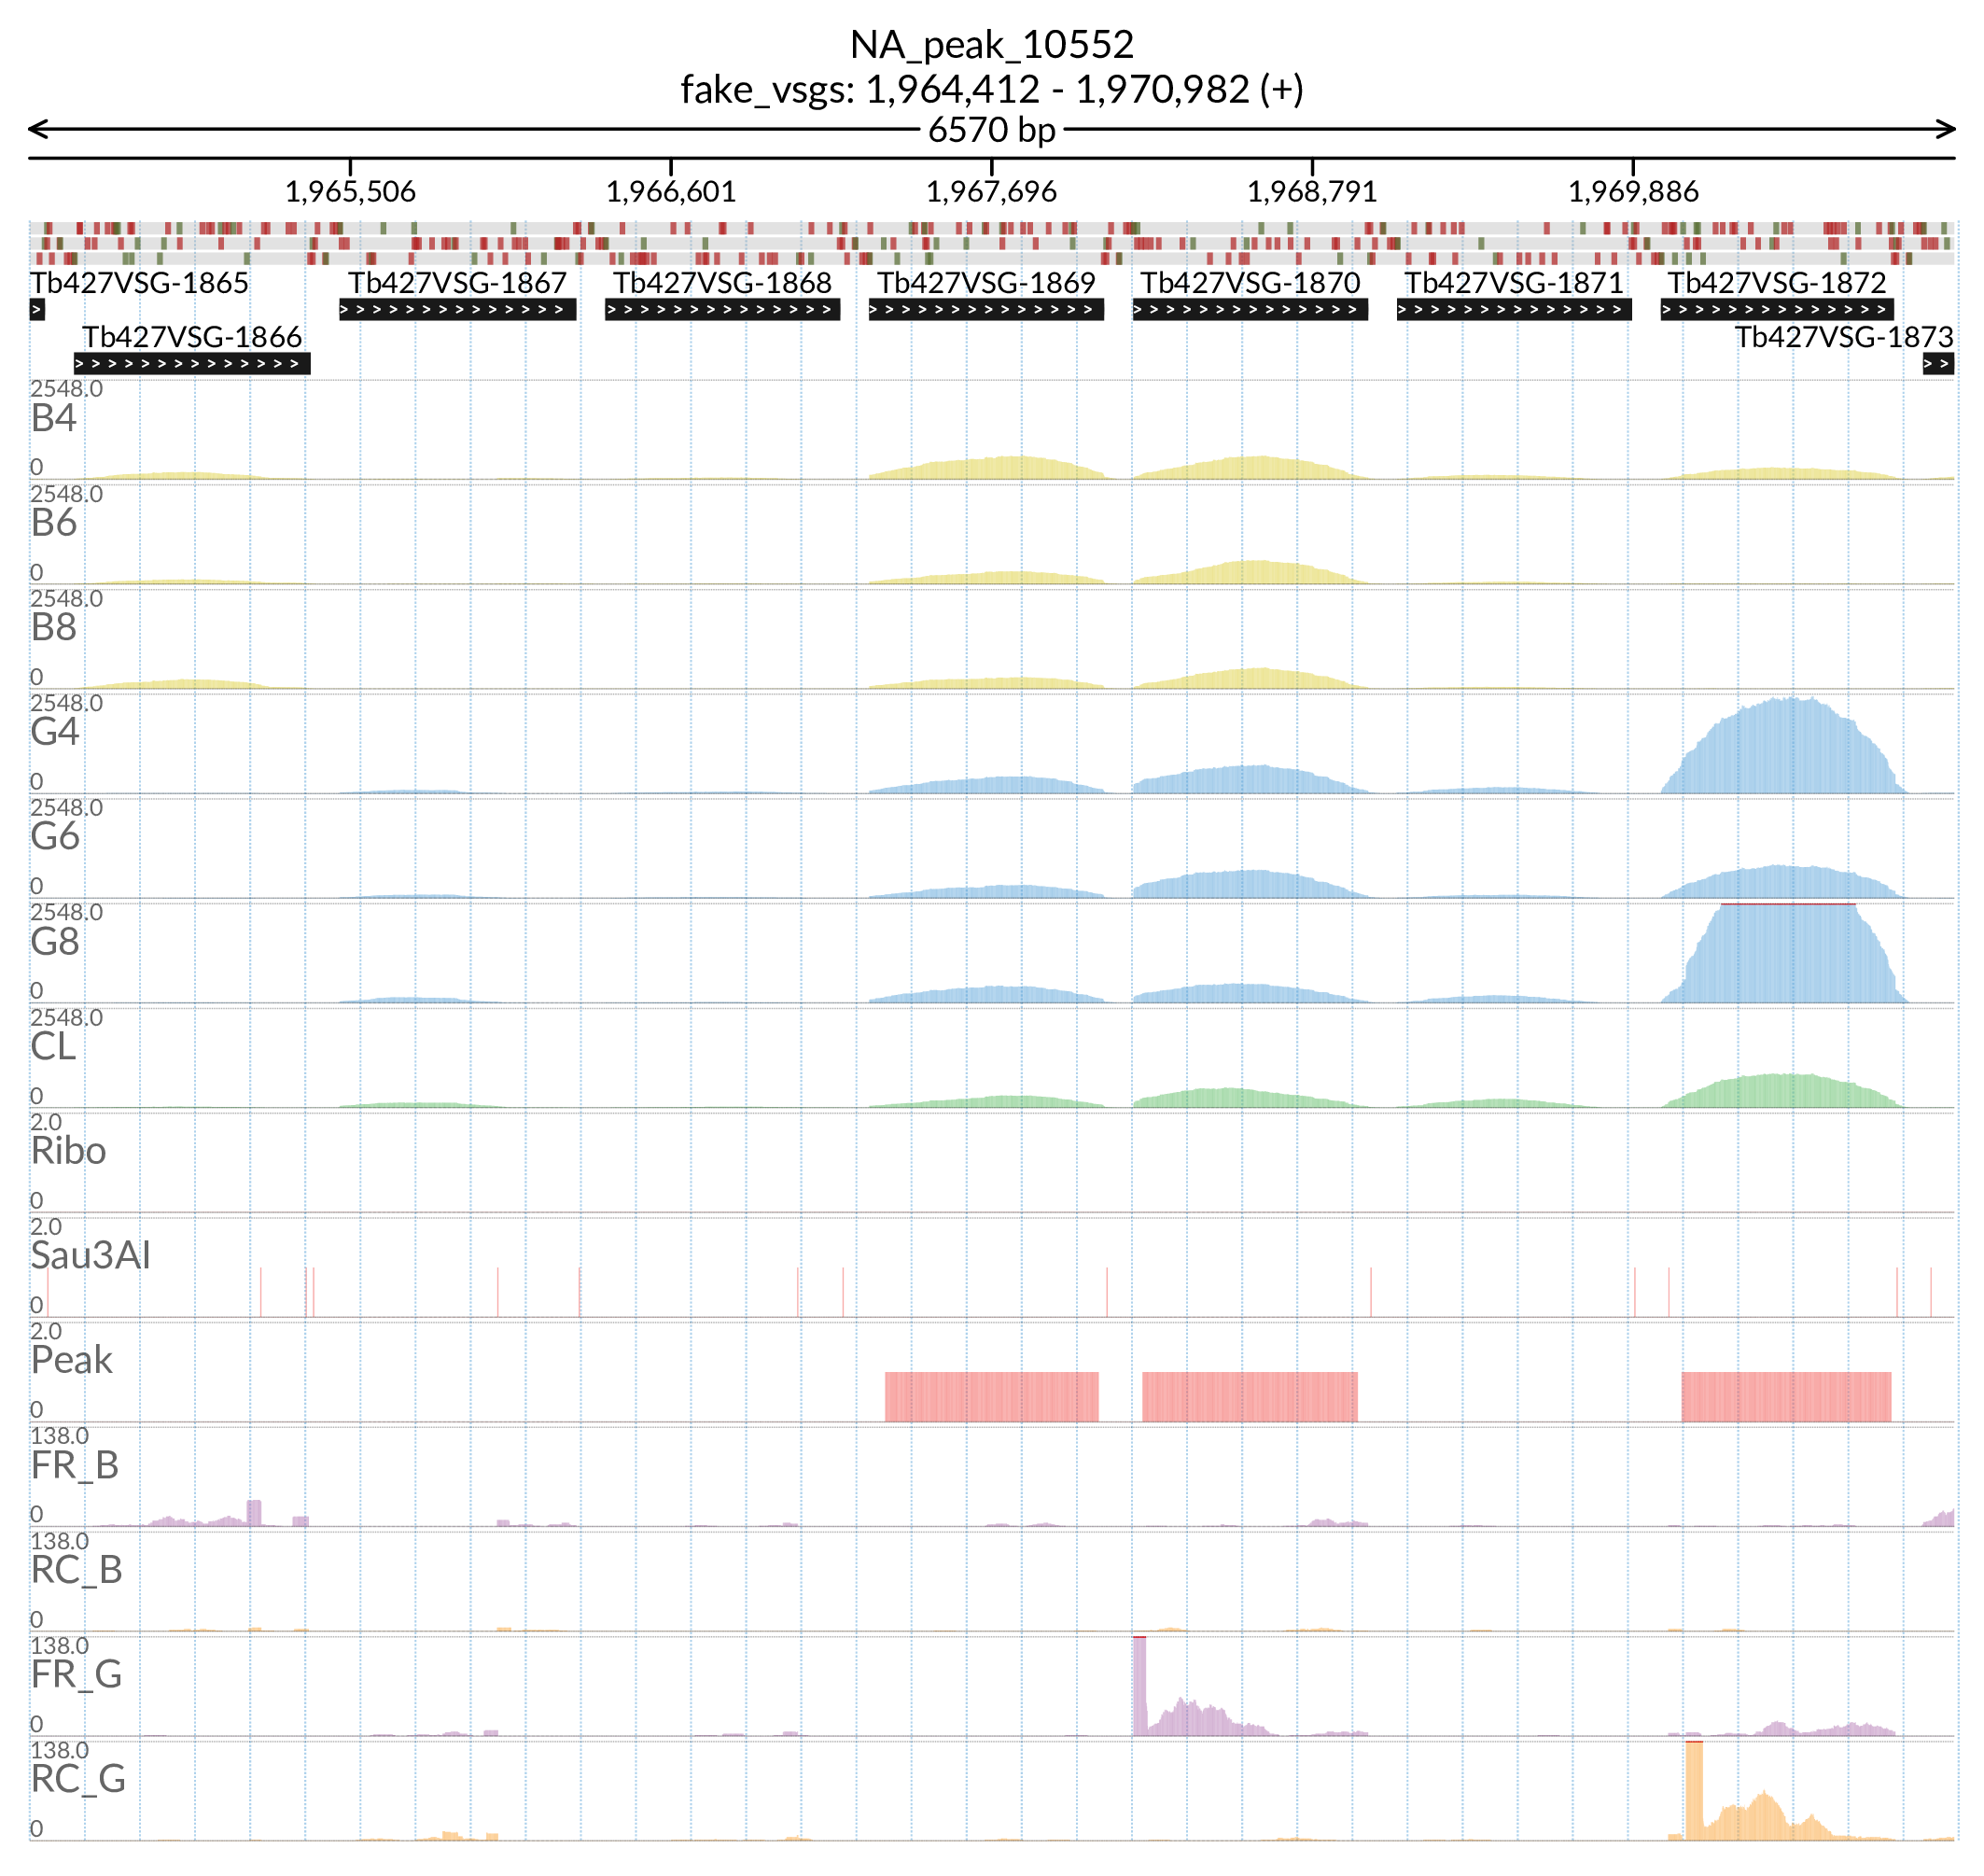 NA_peak_10552
fake_vsgs: 1,964,412 - 1,970,982 (+)
6570 bp
1,965,506 1,966,601 1,967,696 1,968,791 1,969,886
Tb427VSG-1865 Tb427VSG-1867 Tb427VSG-1868 Tb427VSG-1869 Tb427VSG-1870 Tb427VSG-1871 Tb427VSG-1872
Tb427VSG-1866 Tb427VSG-1873
2548.0
B4
0
2548.0
B6
0
2548.0
B8
0
2548.0
G4
0
2548.0
G6
0
2548.0
G8
0
2548.0
CL
0
2.0
Ribo
0
2.0
Sau3AI
0
2.0
Peak
0
138.0
FR_B
0
138.0
RC_B
0
138.0
FR_G
0
138.0
RC_G
0